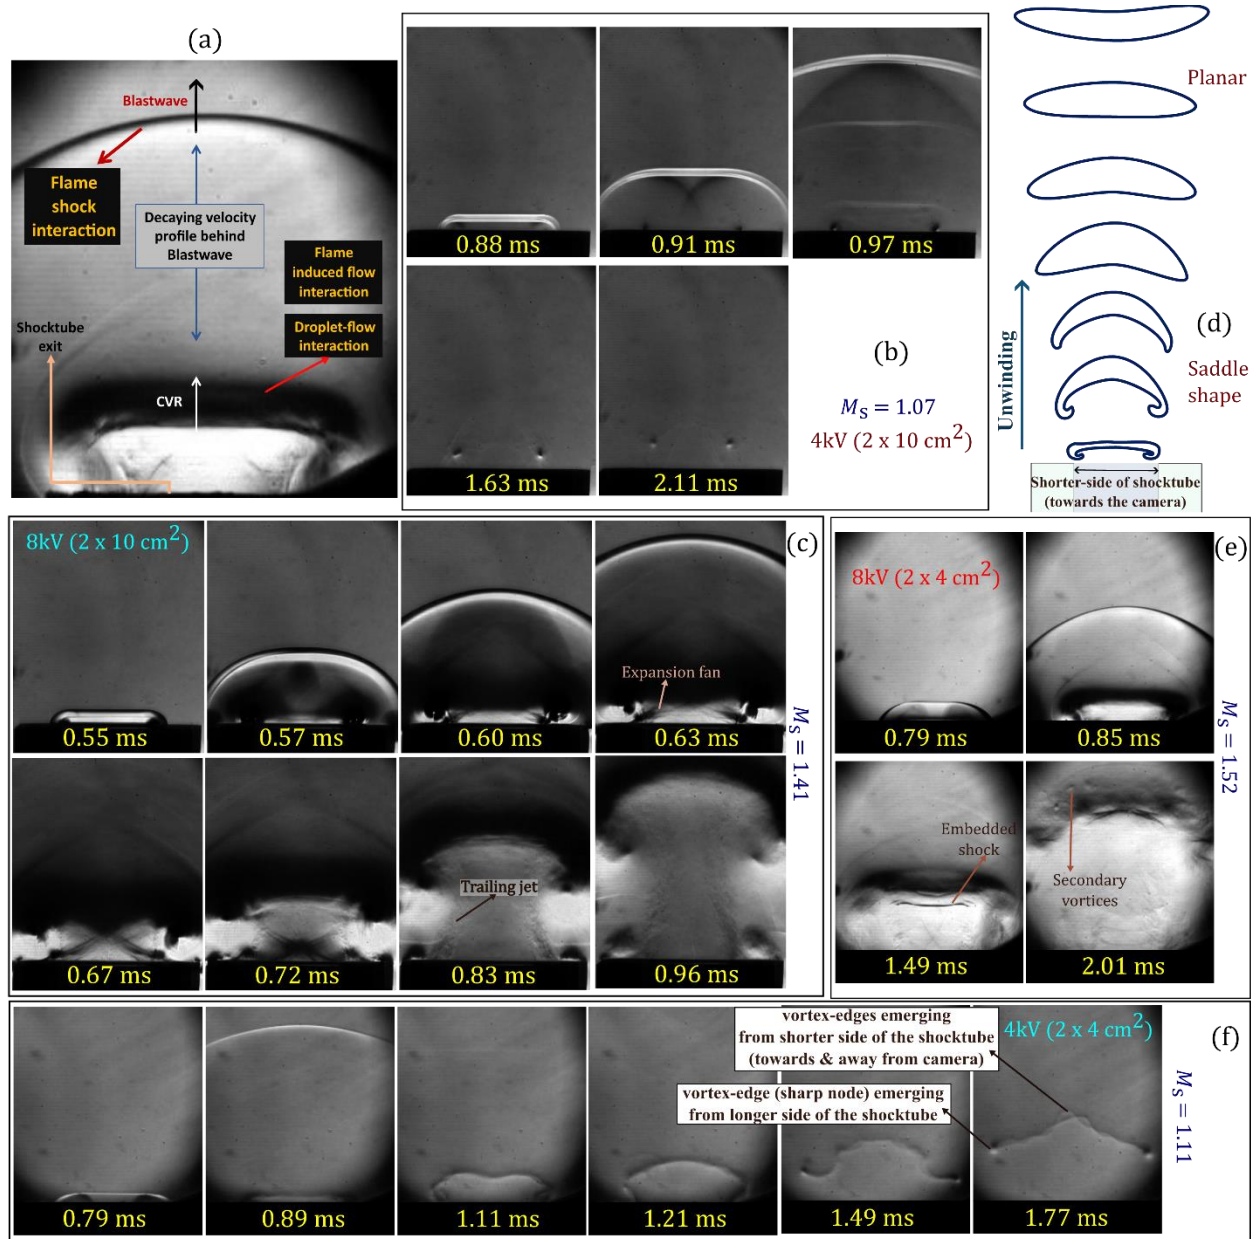 (a)
Blastwave
Flame
shock
interaction
Decaying velocity
profile behind
Blastwave
Flame
induced flow
interaction
Droplet-flow
interaction
Shocktube
exit
CVR
0.88 ms
0.91 ms
0.97 ms
1.63 ms
2.11 ms
(b)
M_S = 1.07
4kV (2 x 10 cm²)
Planar
(d)
Saddle
shape
Unwinding
Shorter-side of shocktube
(towards the camera)
8kV (2 x 10 cm²)
(c)
0.55 ms
0.57 ms
0.60 ms
Expansion fan
0.63 ms
M_S = 1.41
0.67 ms
0.72 ms
Trailing jet
0.83 ms
0.96 ms
(e)
8kV (2 x 4 cm²)
0.79 ms
0.85 ms
M_S = 1.52
Embedded
shock
1.49 ms
Secondary
vortices
2.01 ms
vortex-edges emerging
from shorter side of the shocktube
(towards & away from camera)
vortex-edge (sharp node) emerging
from longer side of the shocktube
4kV (2 x 4 cm²)
(f)
M_S = 1.11
0.79 ms
0.89 ms
1.11 ms
1.21 ms
1.49 ms
1.77 ms